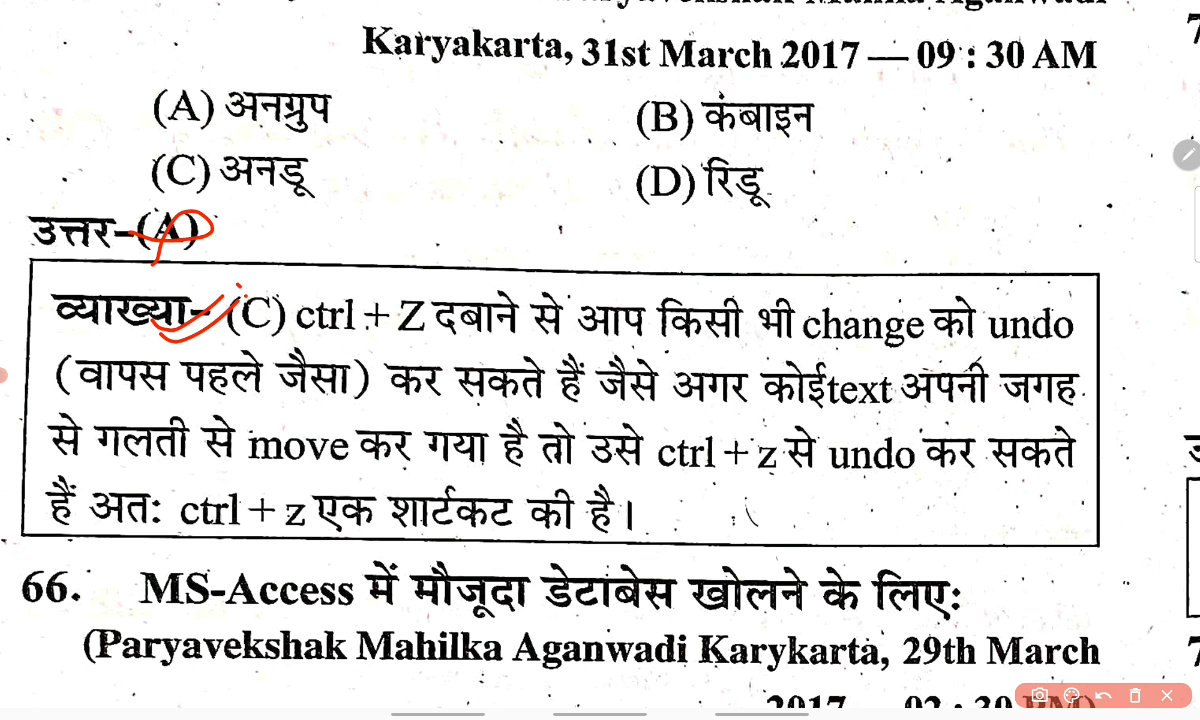 Karyakarta, 31st March 2017 — 09 : 30 AM
(A) अनग्रुप (B) कंबाइन
(C) अनडू (D) रिडू
उत्तर–(A)
व्याख्या– (C) ctrl + Z दबाने से आप किसी भी change को undo
(वापस पहले जैसा) कर सकते हैं जैसे अगर कोईtext अपनी जगह
से गलती से move कर गया है तो उसे ctrl + z से undo कर सकते
हैं अत: ctrl + z एक शार्टकट की है।
66. MS-Access में मौजूदा डेटाबेस खोलने के लिए:
(Paryavekshak Mahilka Aganwadi Karykarta, 29th March